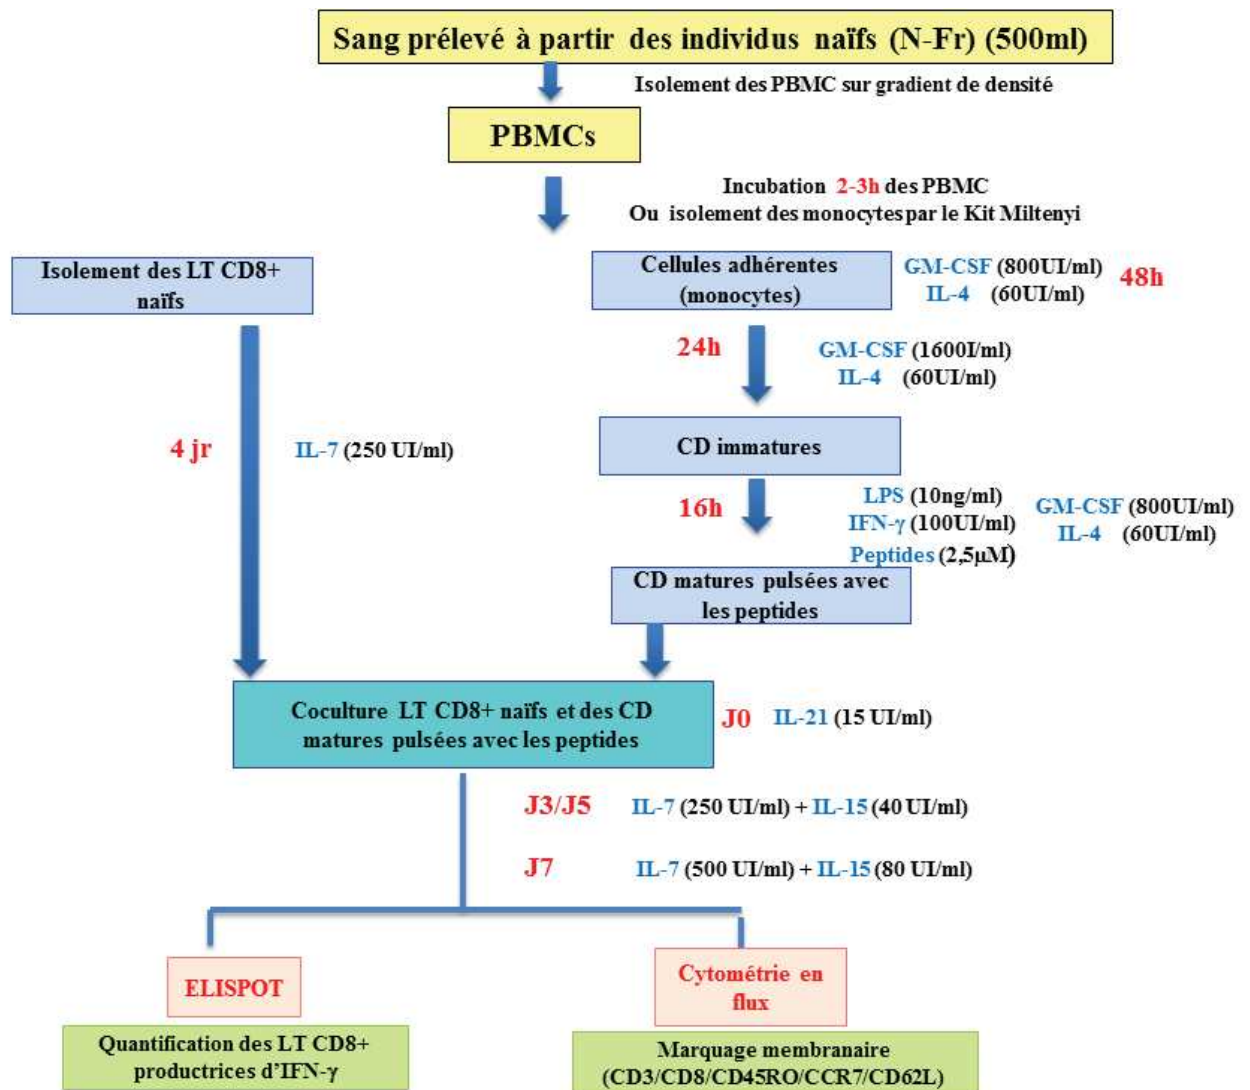 Sang prélevé à partir des individus naïfs (N-Fr) (500ml)
Isolement des PBMC sur gradient de densité
PBMCs
Incubation 2-3h des PBMC
Ou isolement des monocytes par le Kit Miltenyi
Isolement des LT CD8+
naïfs
Cellules adhérentes
(monocytes)
GM-CSF (800UI/ml)
IL-4 (60UI/ml)
48h
24h
GM-CSF (1600I/ml)
IL-4 (60UI/ml)
4 jr
IL-7 (250 UI/ml)
CD immatures
16h
LPS (10ng/ml)
IFN-γ (100UI/ml)
Peptides (2,5µM)
GM-CSF (800UI/ml)
IL-4 (60UI/ml)
CD matures pulsées avec
les peptides
Coculture LT CD8+ naïfs et des CD
matures pulsées avec les peptides
J0 IL-21 (15 UI/ml)
J3/J5 IL-7 (250 UI/ml) + IL-15 (40 UI/ml)
J7 IL-7 (500 UI/ml) + IL-15 (80 UI/ml)
ELISPOT
Quantification des LT CD8+
productrices d'IFN-γ
Cytométrie en
flux
Marquage membranaire
(CD3/CD8/CD45RO/CCR7/CD62L)